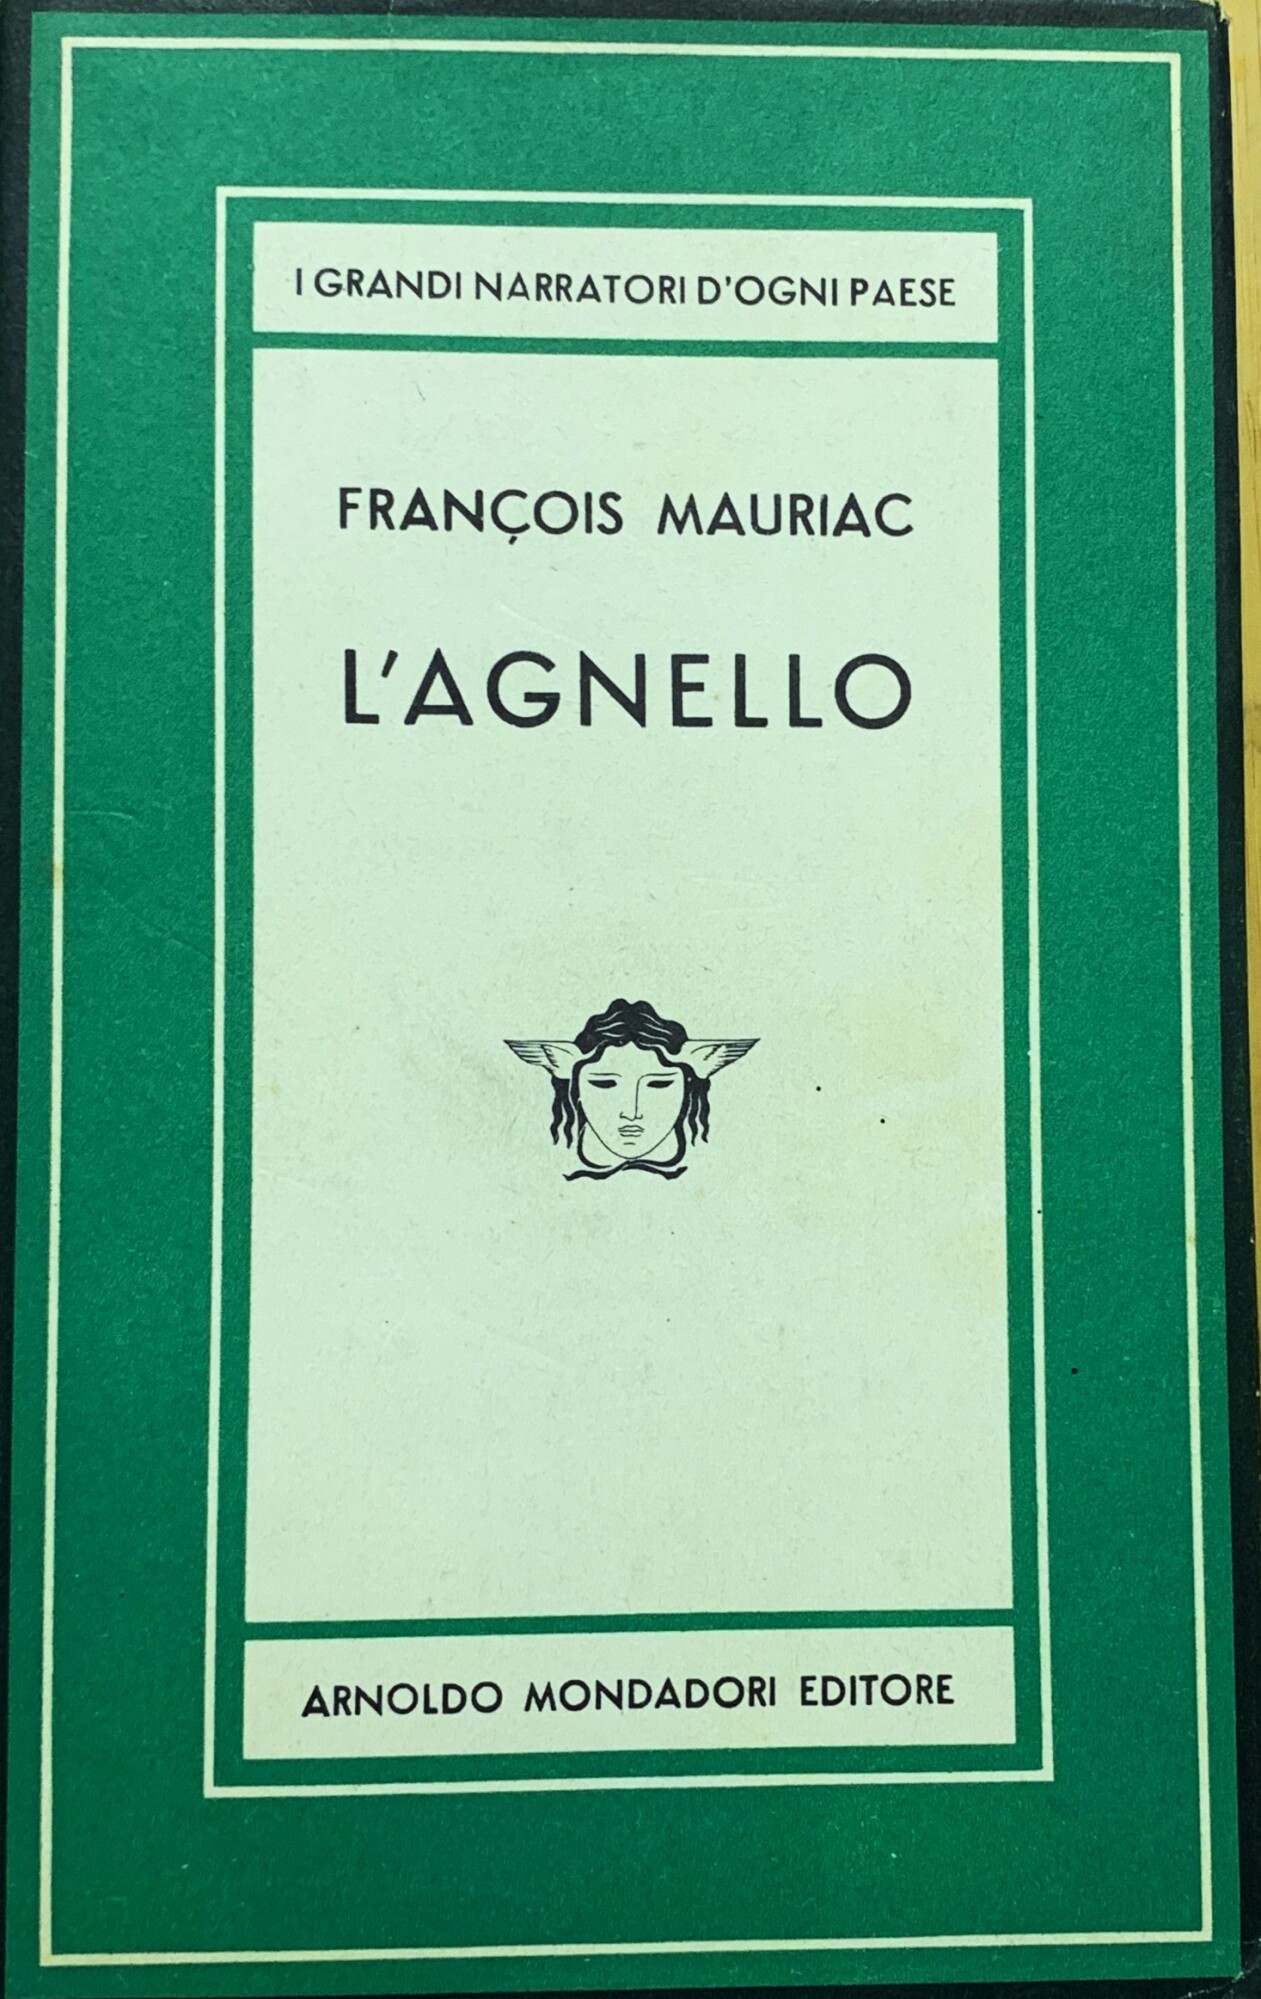 I GRANDI NARRATORI D'OGNI PAESE
FRANÇOIS MAURIAC
L'AGNELLO
ARNOLDO MONDADORI EDITORE